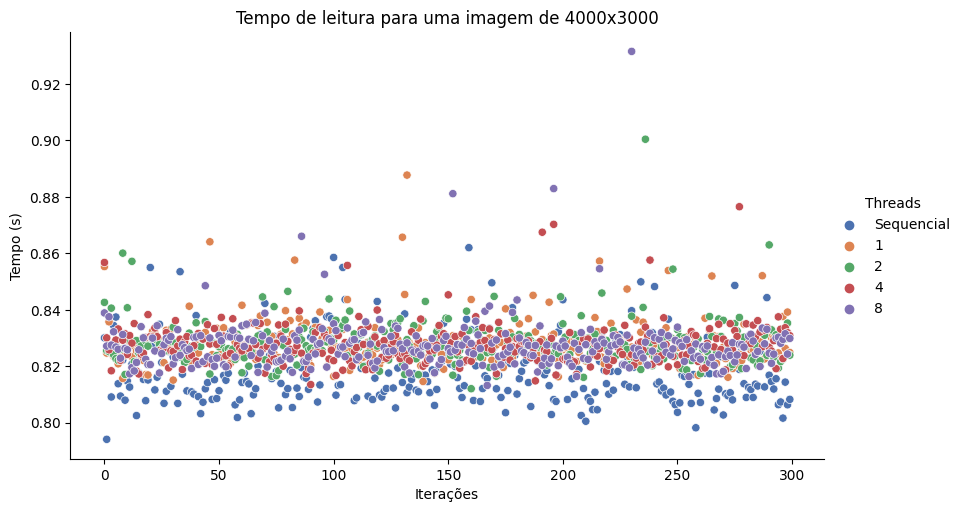 Tempo de leitura para uma imagem de 4000x3000
0.92
0.90
0.88
0.86
0.84
0.82
0.80
Tempo (s)
0 50 100 150 200 250 300
Iterações
Threads
Sequencial
1
2
4
8